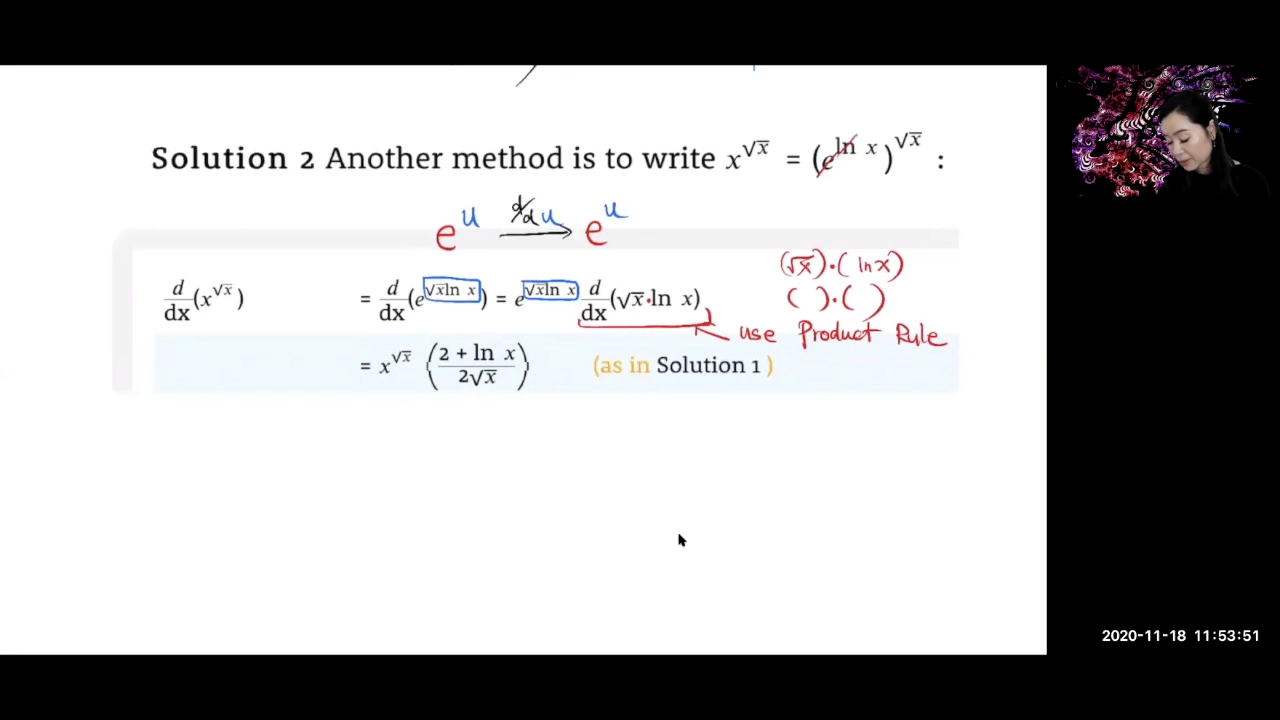 Solution 2 Another method is to write x^√x = (e^ln x)^√x :
e^u d/du → e^u
(√x)·(ln x)
d/dx (x^√x) = d/dx (e^√x ln x) = e^√x ln x d/dx (√x·ln x) ( )·( )
use Product Rule
= x^√x ((2 + ln x)/(2√x)) (as in Solution 1)
2020-11-18 11:53:51